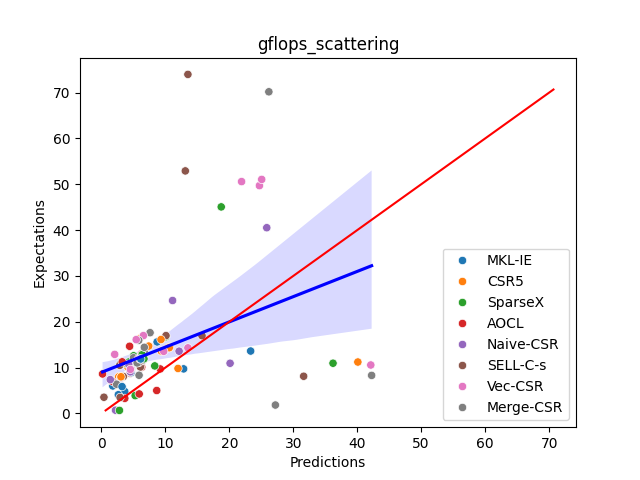 gflops_scattering
Expectations
70
60
50
40
30
20
10
0
0 10 20 30 40 50 60 70
Predictions
MKL-IE
CSR5
SparseX
AOCL
Naive-CSR
SELL-C-s
Vec-CSR
Merge-CSR